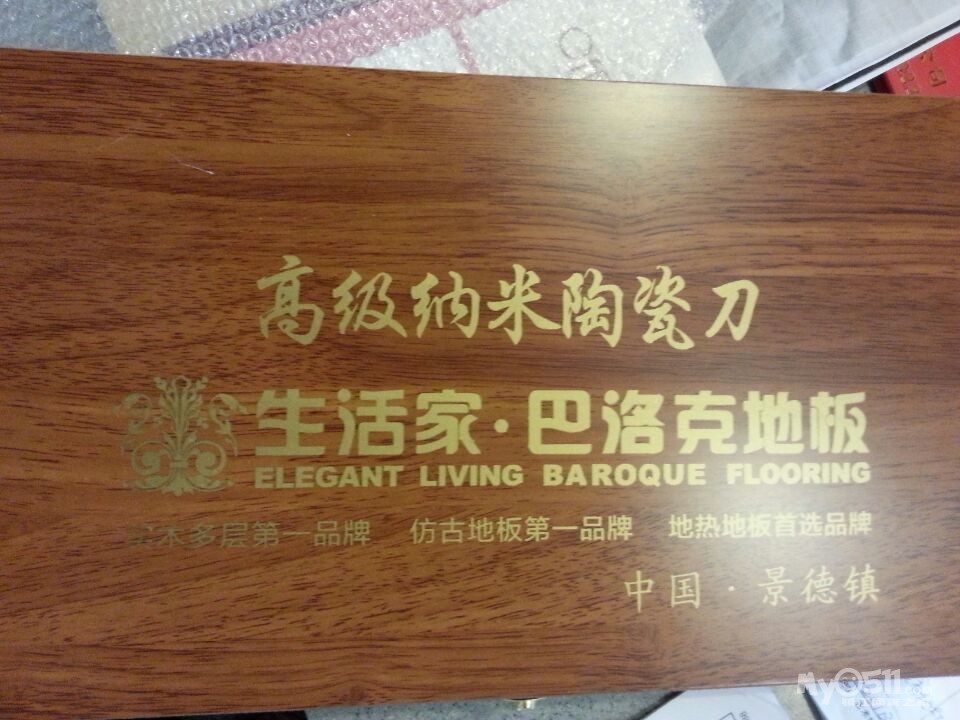 高级纳米陶瓷刀
生活家·巴洛克地板
ELEGANT LIVING BAROQUE FLOORING
实木多层第一品牌 仿古地板第一品牌 地热地板首选品牌
中国·景德镇
My0511